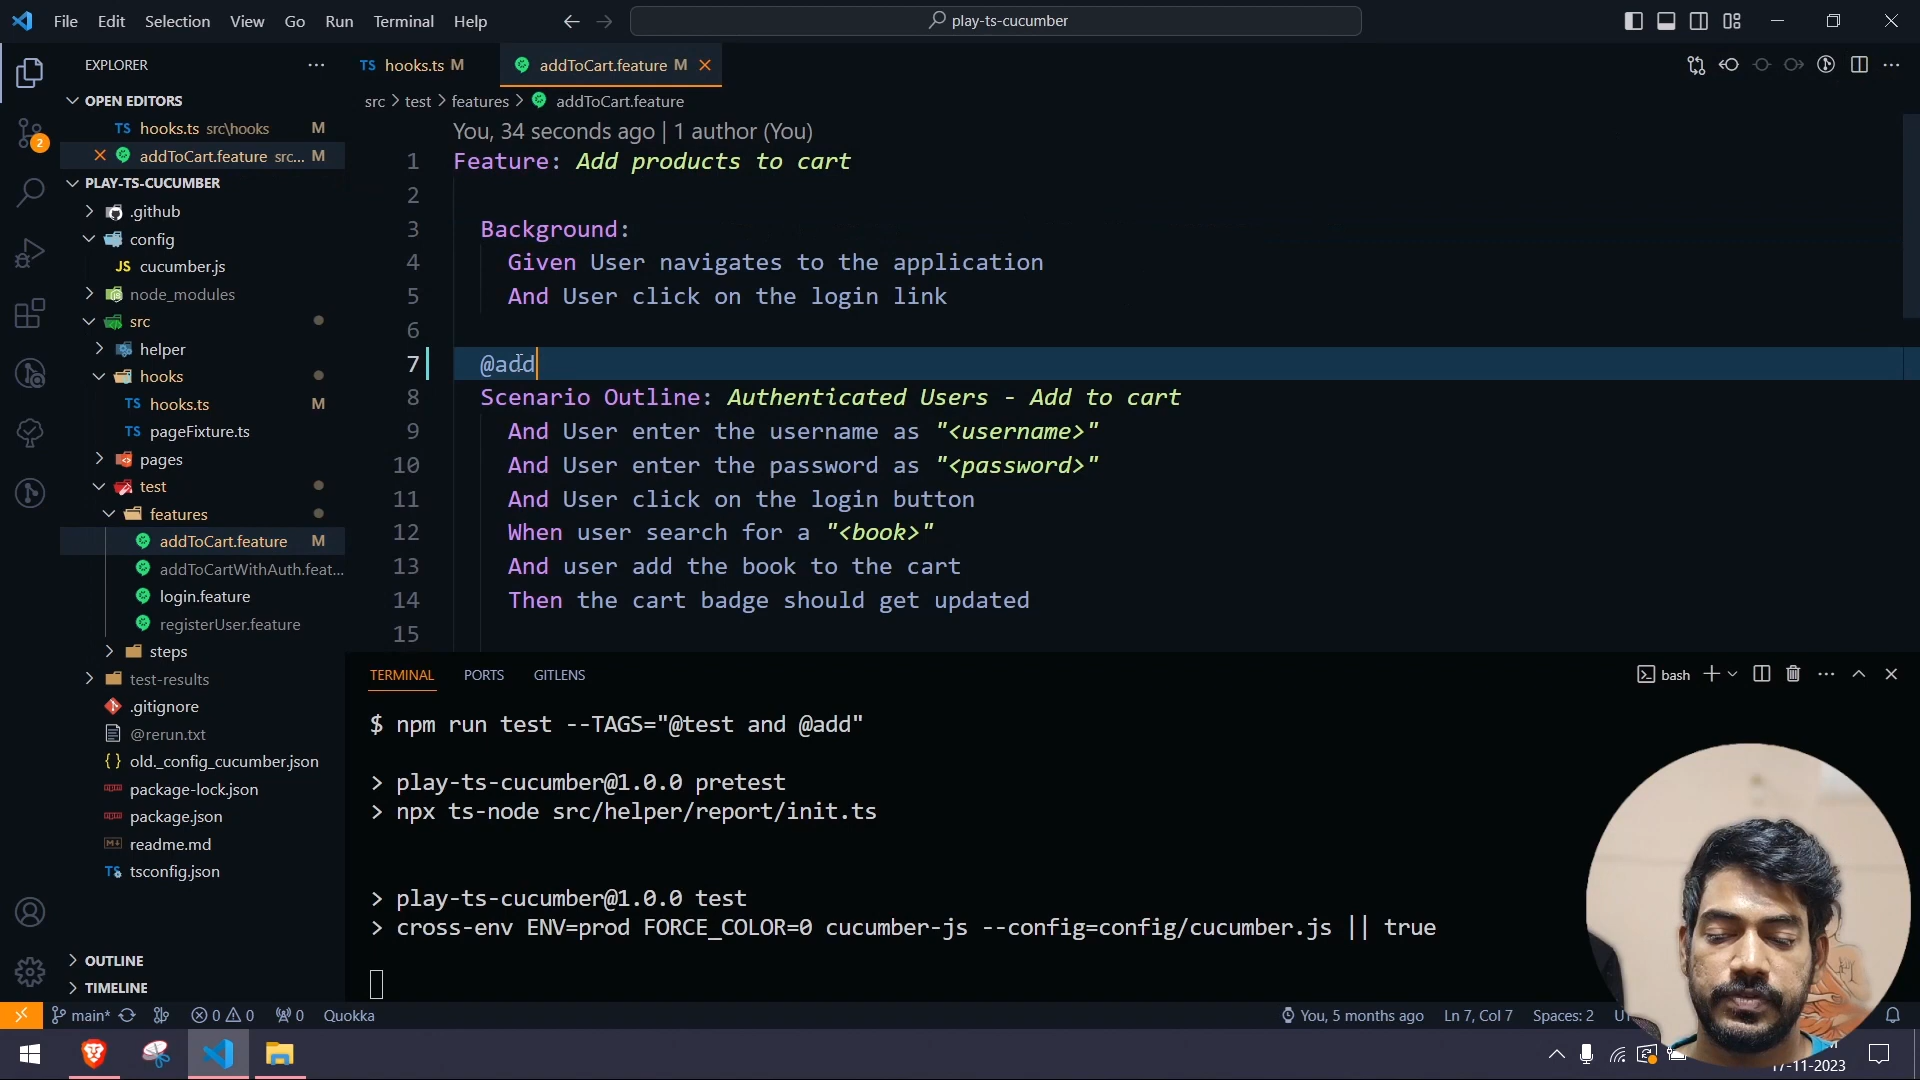 File Edit Selection View Go Run Terminal Help
play-ts-cucumber
EXPLORER
OPEN EDITORS
TS hooks.ts src\hooks M
addToCart.feature src... M
PLAY-TS-CUCUMBER
.github
config
JS cucumber.js
node_modules
src
helper
hooks
TS hooks.ts M
TS pageFixture.ts
pages
test
features
addToCart.feature M
addToCartWithAuth.feat...
login.feature
registerUser.feature
steps
test-results
.gitignore
@rerun.txt
{} old._config_cucumber.json
package-lock.json
package.json
readme.md
TS tsconfig.json
OUTLINE
TIMELINE
TS hooks.ts M
addToCart.feature M
src > test > features > addToCart.feature
You, 34 seconds ago | 1 author (You)
1 Feature: Add products to cart
2
3 Background:
4 Given User navigates to the application
5 And User click on the login link
6
7 @add
8 Scenario Outline: Authenticated Users - Add to cart
9 And User enter the username as "<username>"
10 And User enter the password as "<password>"
11 And User click on the login button
12 When user search for a "<book>"
13 And user add the book to the cart
14 Then the cart badge should get updated
15
TERMINAL PORTS GITLENS
bash
$ npm run test --TAGS="@test and @add"
> play-ts-cucumber@1.0.0 pretest
> npx ts-node src/helper/report/init.ts
> play-ts-cucumber@1.0.0 test
> cross-env ENV=prod FORCE_COLOR=0 cucumber-js --config=config/cucumber.js || true
2
main* 0 0 0 Quokka
You, 5 months ago Ln 7, Col 7 Spaces: 2
17-11-2023